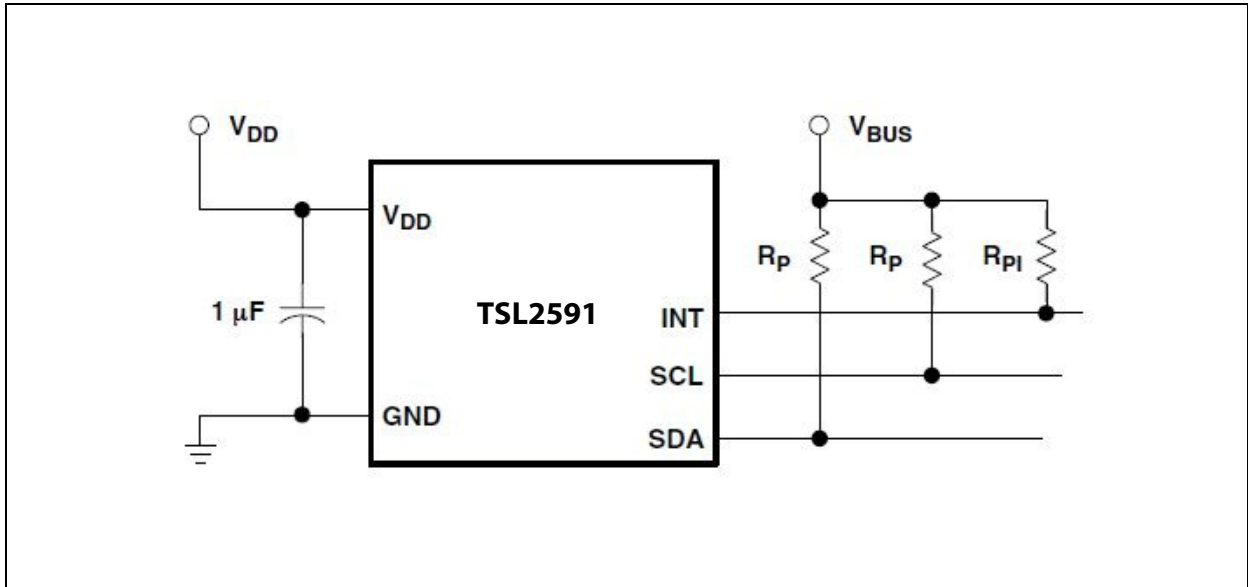 VDD
VBUS
VDD
RP
RP
RPI
1 μF
TSL2591
INT
SCL
GND
SDA